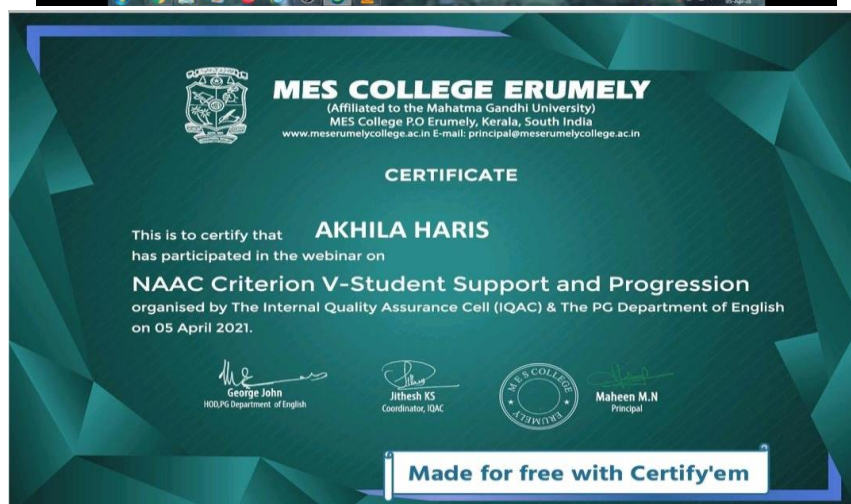 MES COLLEGE ERUMELY
(Affiliated to the Mahatma Gandhi University)
MES College P.O Erumely, Kerala, South India
www.meserumelycollege.ac.in E-mail: principal@meserumelycollege.ac.in
CERTIFICATE
This is to certify that AKHILA HARIS
has participated in the webinar on
NAAC Criterion V-Student Support and Progression
organised by The Internal Quality Assurance Cell (IQAC) & The PG Department of English
on 05 April 2021.
George John
HOD,PG Department of English
Jithesh KS
Coordinator, IQAC
MES COLLEGE
ERUMELY
Maheen M.N
Principal
Made for free with Certify'em